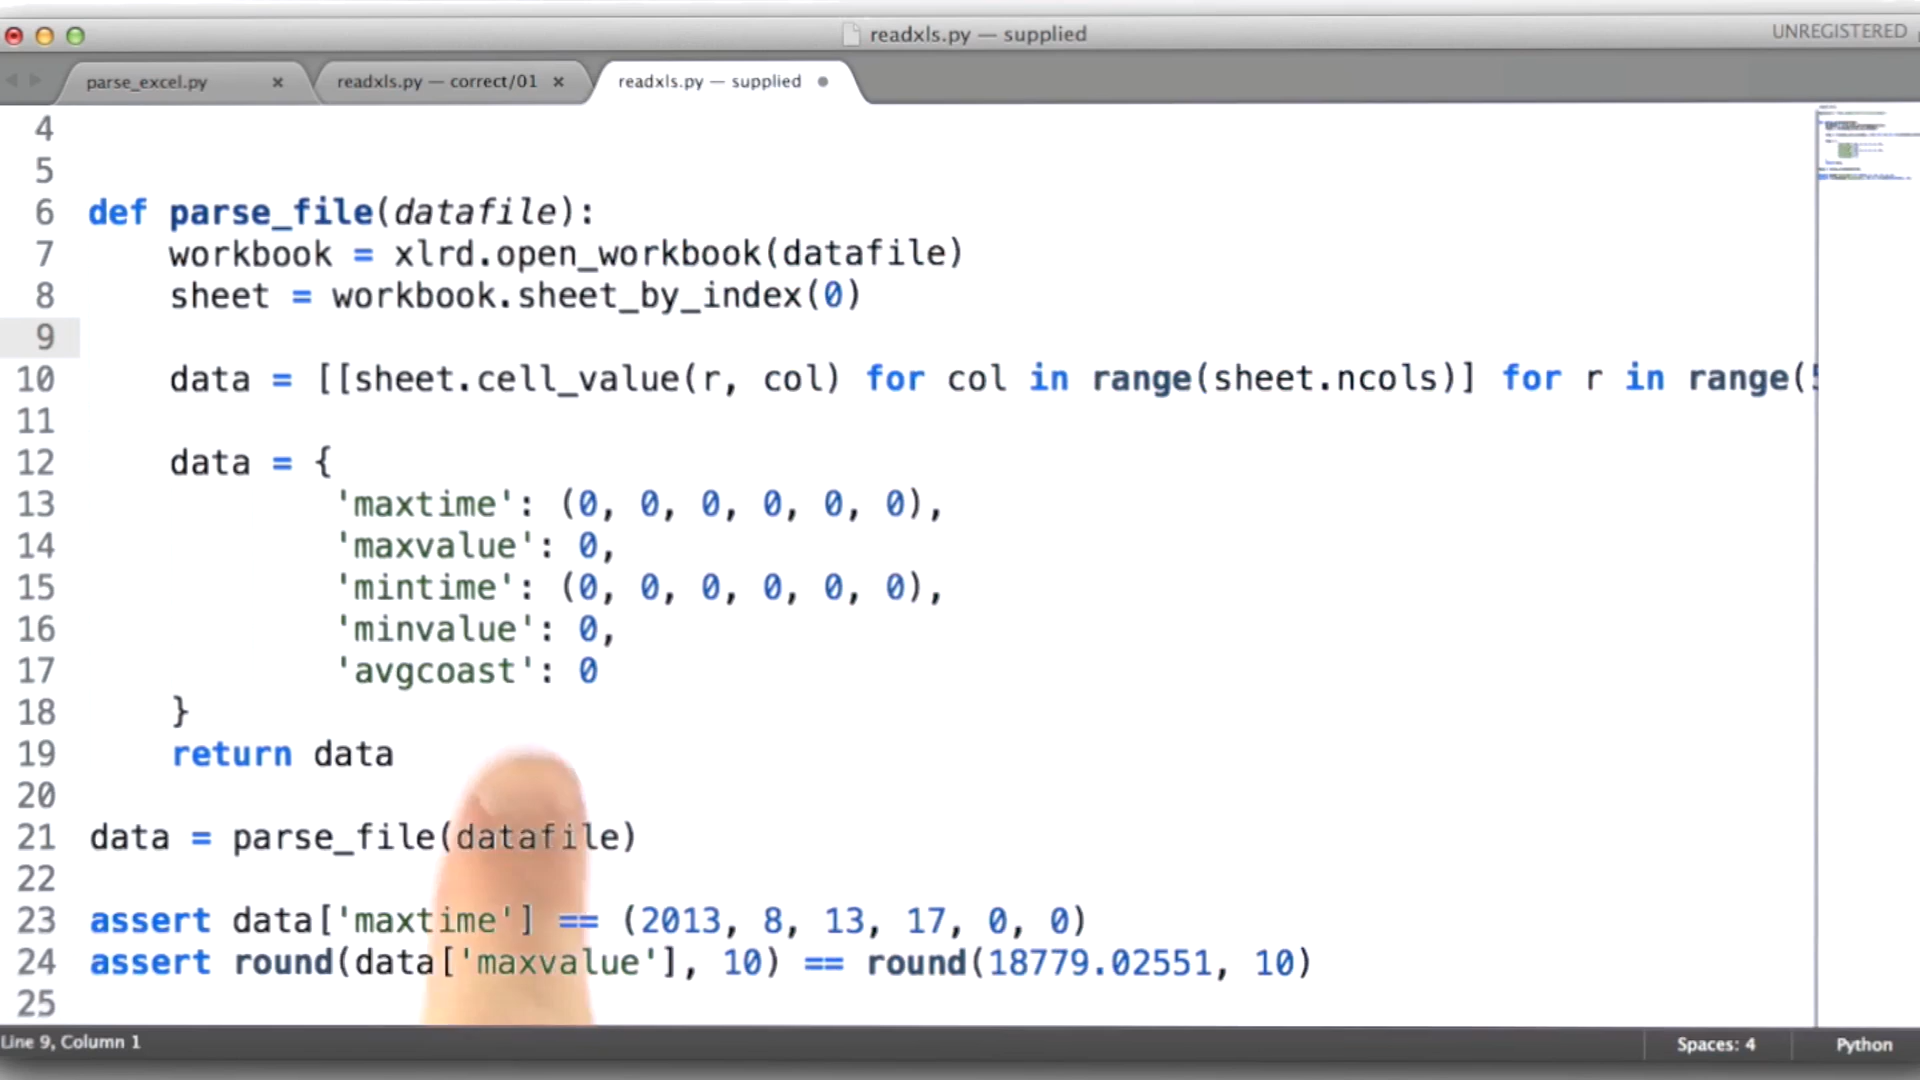 readxls.py — supplied
UNREGISTERED
parse_excel.py ×
readxls.py — correct/01 ×
readxls.py — supplied
4
5
6 def parse_file(datafile):
7 workbook = xlrd.open_workbook(datafile)
8 sheet = workbook.sheet_by_index(0)
9
10 data = [[sheet.cell_value(r, col) for col in range(sheet.ncols)] for r in range(
11
12 data = {
13 'maxtime': (0, 0, 0, 0, 0, 0),
14 'maxvalue': 0,
15 'mintime': (0, 0, 0, 0, 0, 0),
16 'minvalue': 0,
17 'avgcoast': 0
18 }
19 return data
20
21 data = parse_file(datafile)
22
23 assert data['maxtime'] == (2013, 8, 13, 17, 0, 0)
24 assert round(data['maxvalue'], 10) == round(18779.02551, 10)
25
Line 9, Column 1
Spaces: 4
Python